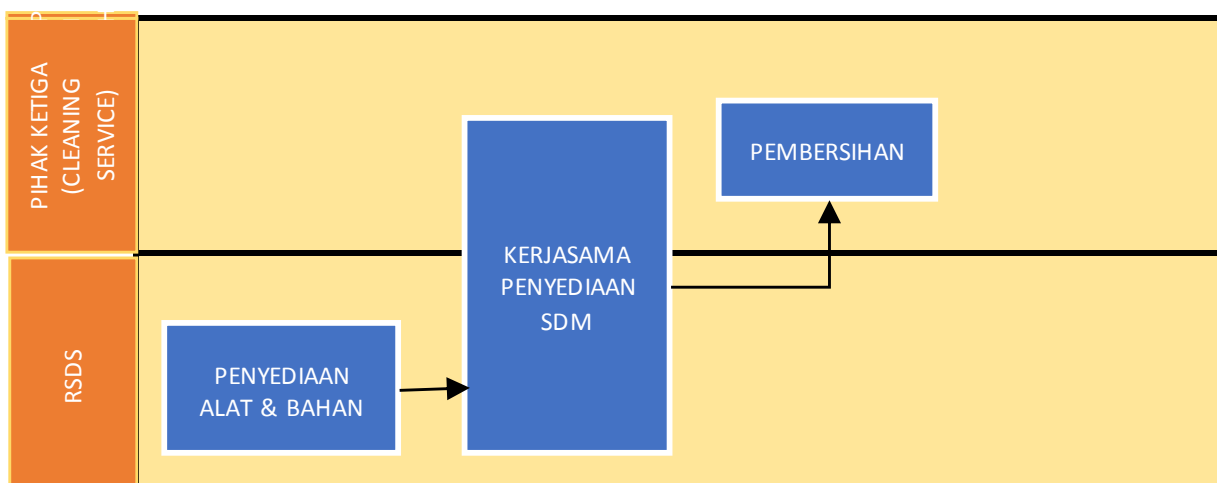 PIHAK KETIGA
(CLEANING
SERVICE)
PEMBERSIHAN
KERJASAMA
PENYEDIAAN
SDM
RSDS
PENYEDIAAN
ALAT & BAHAN